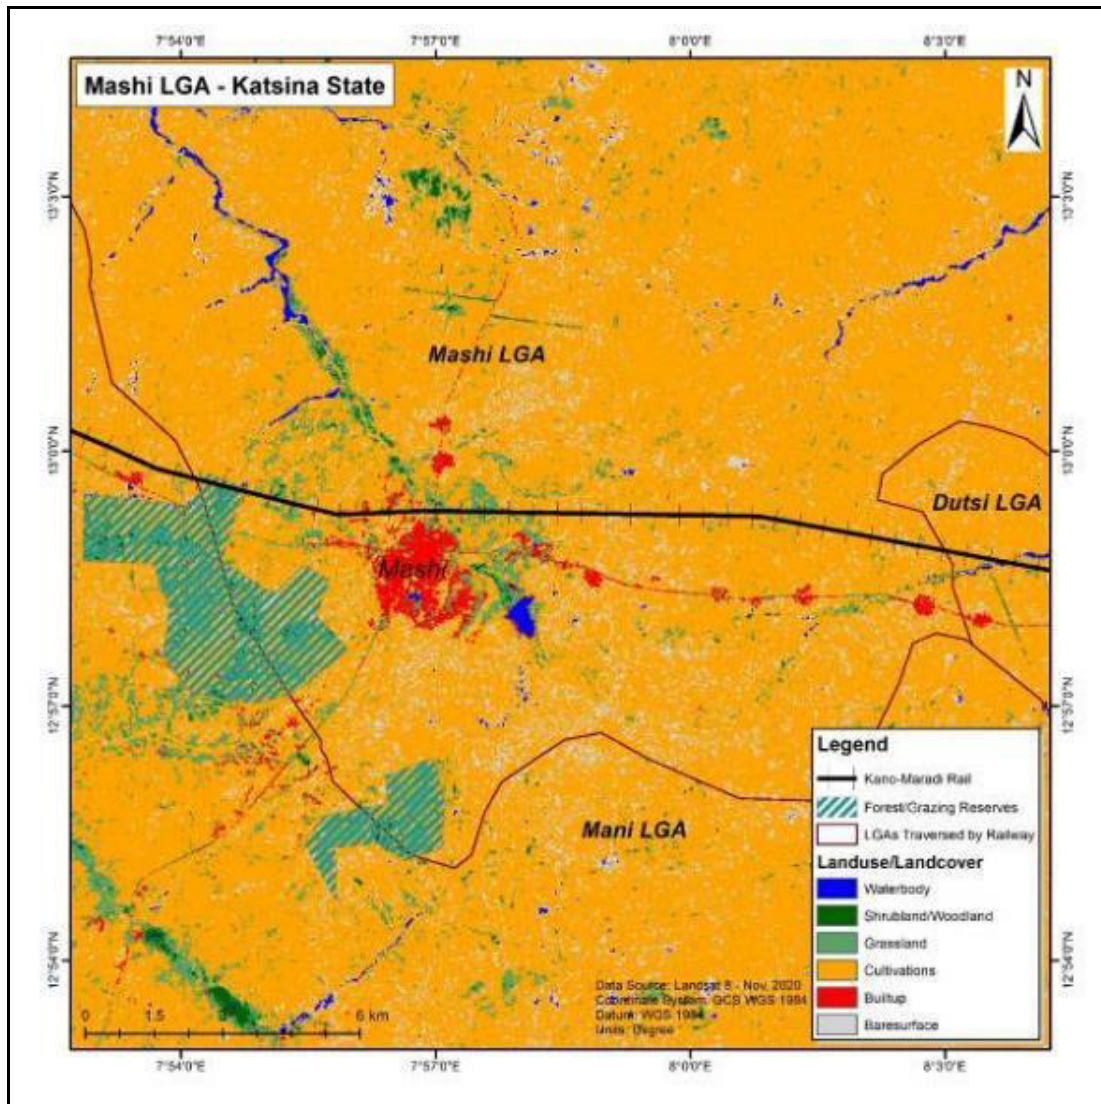 7°54'0"E 7°57'0"E 8°0'0"E 8°3'0"E
Mashi LGA - Katsina State
N
13°3'0"N 13°3'0"N
Mashi LGA
13°0'0"N 13°0'0"N
Dutsi LGA
Mashi
12°57'0"N 12°57'0"N
Legend
Kano-Maradi Rail
Forest/Grazing Reserves
LGAs Traversed by Railway
Mani LGA
Landuse/Landcover
Waterbody
Shrubland/Woodland
Grassland
12°54'0"N 12°54'0"N
Cultivations
Builtup
Baresurface
Data Source: Landsat 8 - Nov, 2020
Coordinate System: GCS WGS 1984
Datum: WGS 1984
Units: Degree
0 1.5 3 6 km
7°54'0"E 7°57'0"E 8°0'0"E 8°3'0"E